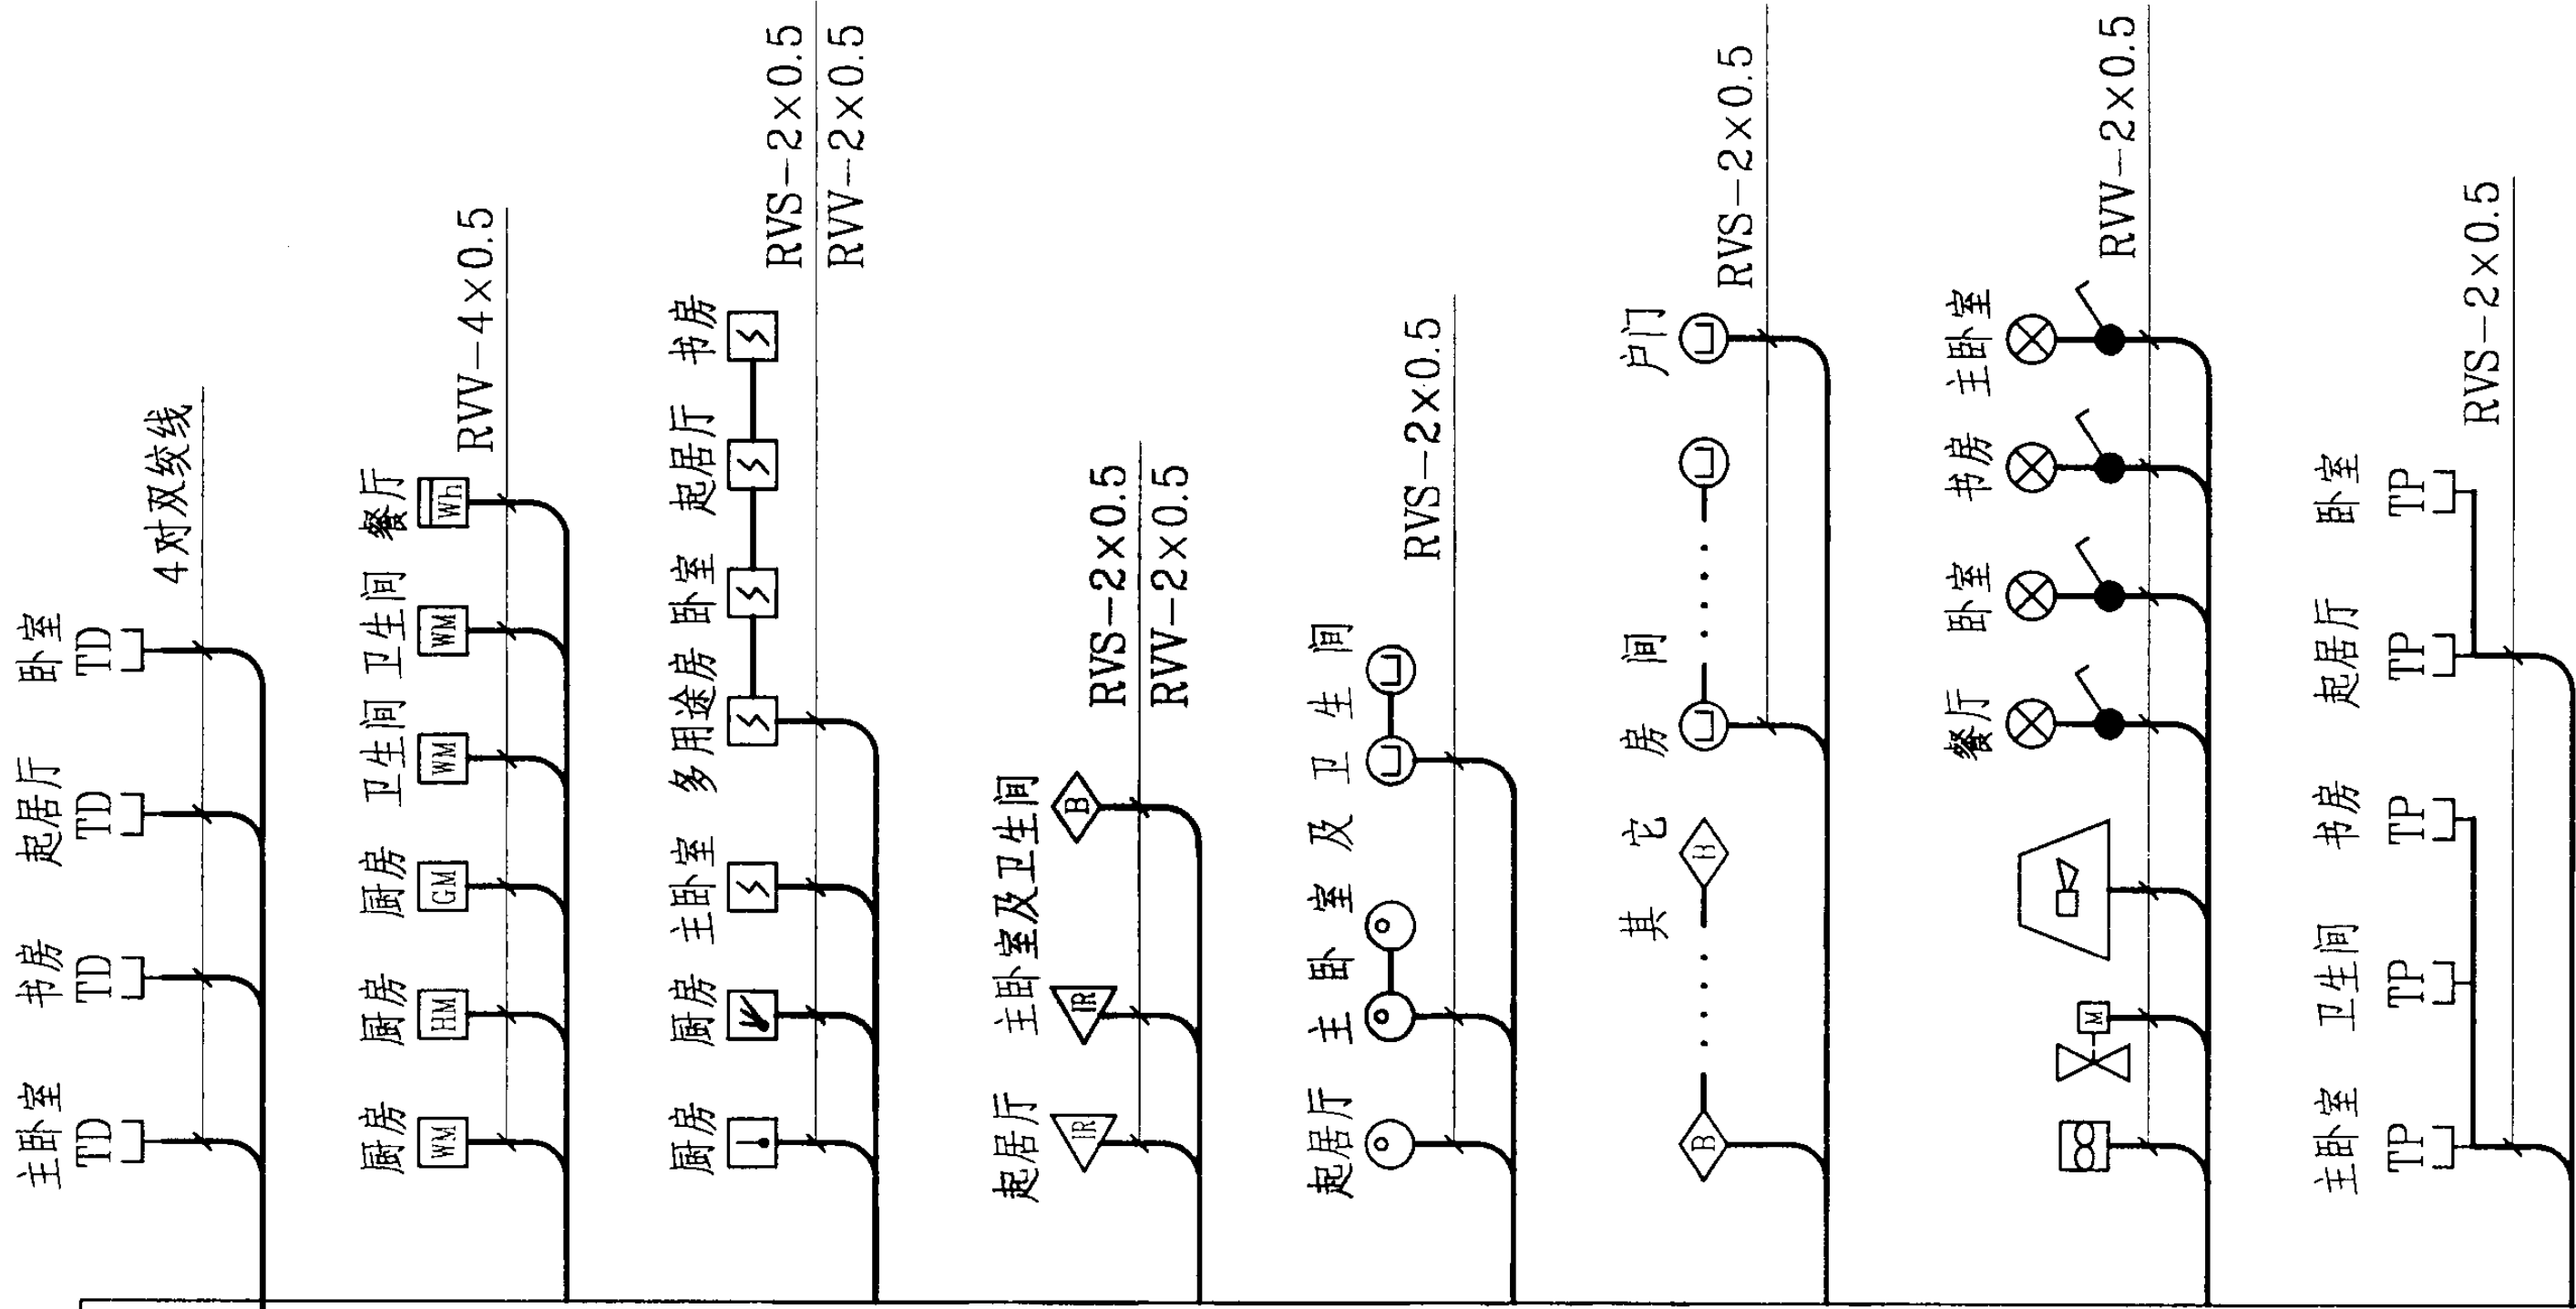 主卧室 书房 起居厅 卧室
TD TD TD TD
4对双绞线
厨房 厨房 厨房 卫生间 卫生间 餐厅
WM HM GM WM WM Wh
RVV-4×0.5
厨房 厨房 主卧室 多用途房 卧室 起居厅 书房
RVS-2×0.5
RVV-2×0.5
起居厅 主卧室及卫生间
IR IR B
RVS-2×0.5
RVV-2×0.5
起居厅 主卧室及卫生间
RVS-2×0.5
其它房间 户门
B B
RVS-2×0.5
餐厅 卧室 书房 主卧室
M
RVV-2×0.5
主卧室 卫生间 书房 起居厅 卧室
TP TP TP TP TP
RVS-2×0.5